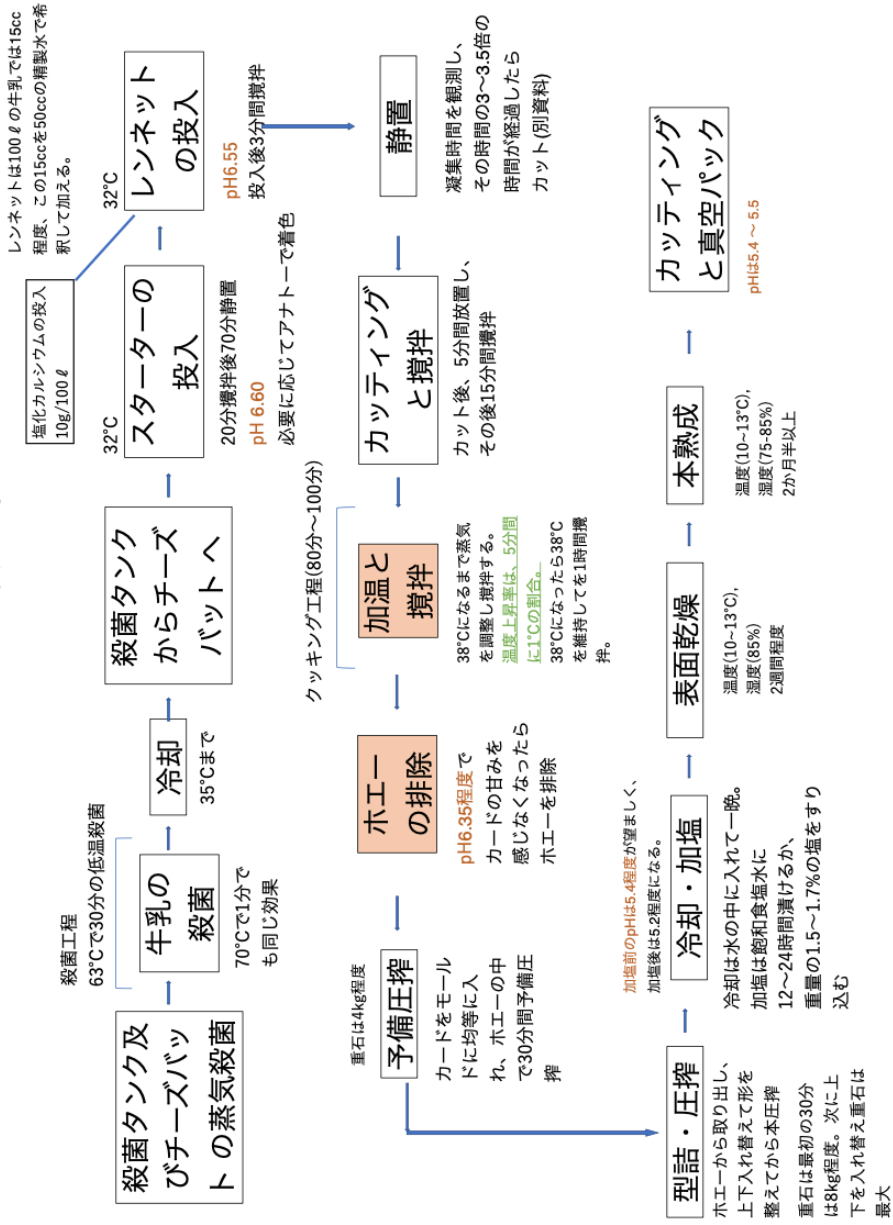 殺菌タンク及
びチーズバッ
トの蒸気殺菌
殺菌工程
63℃で30分の低温殺菌
牛乳の
殺菌
70℃で1分で
も同じ効果
冷却
35℃まで
殺菌タンク
からチーズ
バットへ
32℃
スターターの
投入
20分攪拌後70分静置
pH 6.60
必要に応じてアナトーで着色
塩化カルシウムの投入
10g/100ℓ
レンネットは100ℓの牛乳では15cc
程度、この15ccを50ccの精製水で希
釈して加える。
32℃
レンネット
の投入
pH6.55
投入後3分間撹拌
静置
凝集時間を観測し、
その時間の3～3.5倍の
時間が経過したら
カット(別資料)
カッティング
と攪拌
カット後、5分間放置し、
その後15分間攪拌
クッキング工程(80分～100分)
加温と
攪拌
38℃になるまで蒸気
を調整し攪拌する。
温度上昇率は、5分間
に1℃の割合。
38℃になったら38℃
を維持してを1時間攪
拌。
ホエー
の排除
pH6.35程度で
カードの甘みを
感じなくなったら
ホエーを排除
重石は4kg程度
予備圧搾
カードをモール
ドに均等に入
れ、ホエーの中
で30分間予備圧
搾
型詰・圧搾
ホエーから取り出し、
上下入れ替えて形を
整えてから本圧搾
重石は最初の30分
は8kg程度。次に上
下を入れ替え重石は
最大
加塩前のpHは5.4程度が望ましく、
加塩後は5.2程度になる。
冷却・加塩
冷却は水の中に入れて一晩。
加塩は飽和食塩水に
12～24時間漬けるか、
重量の1.5～1.7%の塩をすり
込む
表面乾燥
温度(10~13℃),
湿度(85%)
2週間程度
本熟成
温度(10~13℃),
湿度(75-85%)
2か月半以上
カッティング
と真空パック
pHは5.4 ～ 5.5